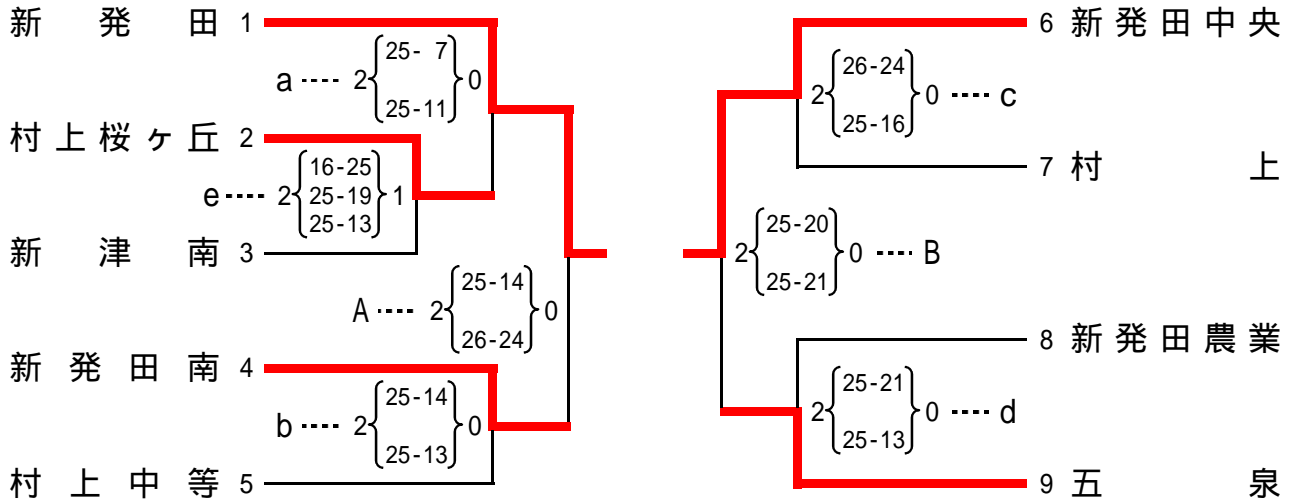 新発田 1
25- 7
a 2 0
25-11
村上桜ヶ丘 2
16-25
e 2 25-19 1
25-13
新津南 3
25-14
A 2 0
26-24
新発田南 4
25-14
b 2 0
25-13
村上中等 5
6 新発田中央
26-24
2 0 c
25-16
7 村上
25-20
2 0 B
25-21
8 新発田農業
25-21
2 0 d
25-13
9 五泉